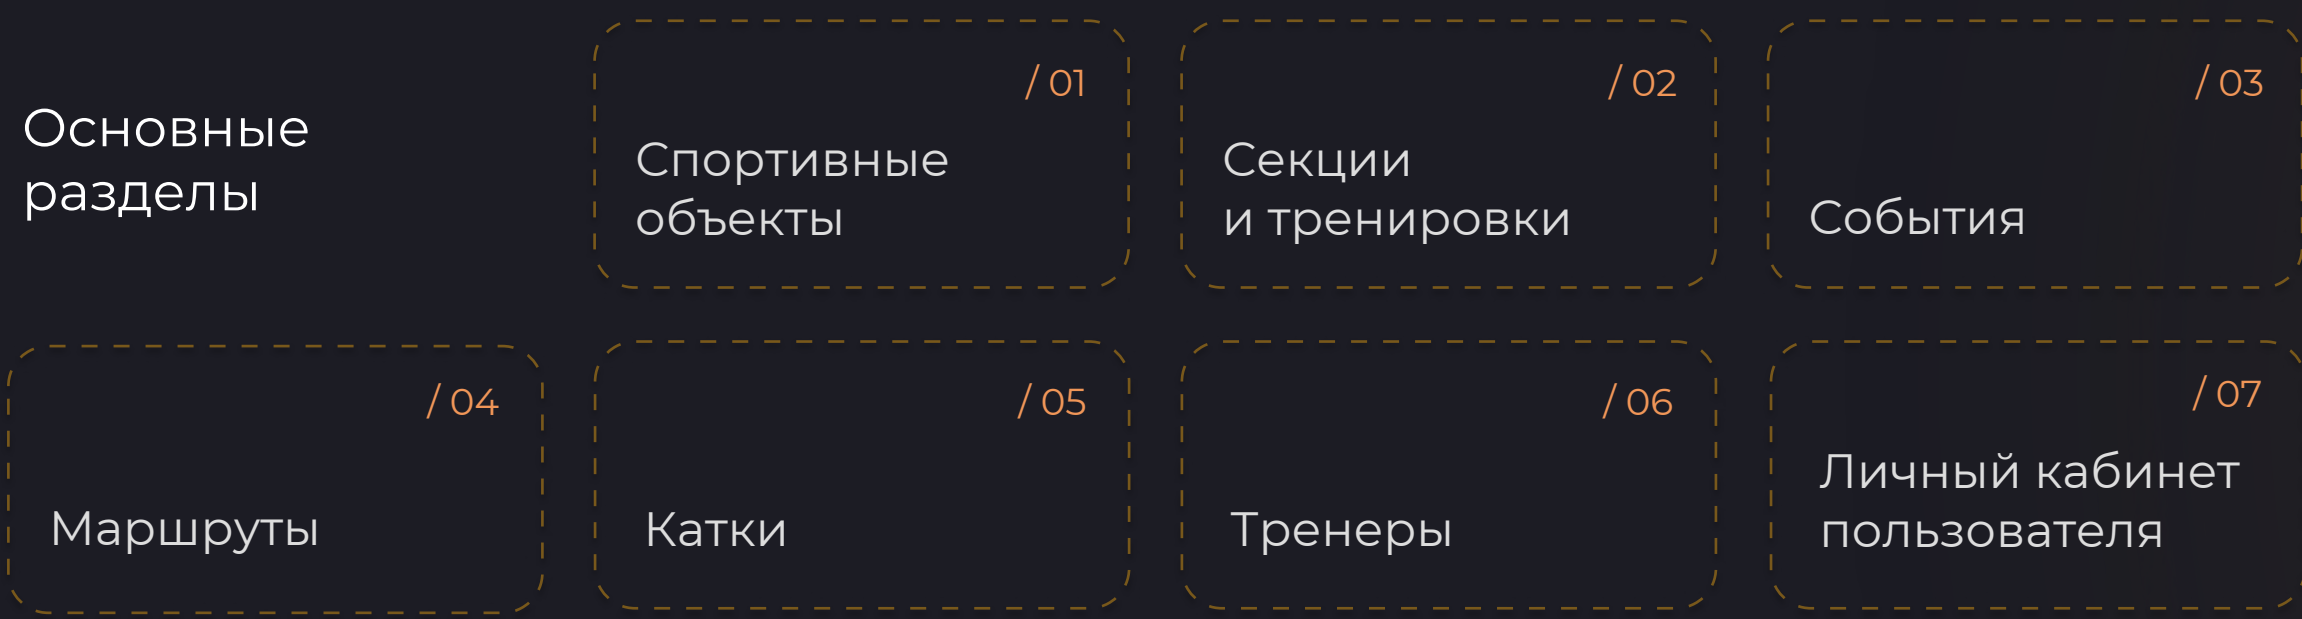 Основные
разделы
/ 01
Спортивные
объекты
/ 02
Секции
и тренировки
/ 03
События
/ 04
Маршруты
/ 05
Катки
/ 06
Тренеры
/ 07
Личный кабинет
пользователя